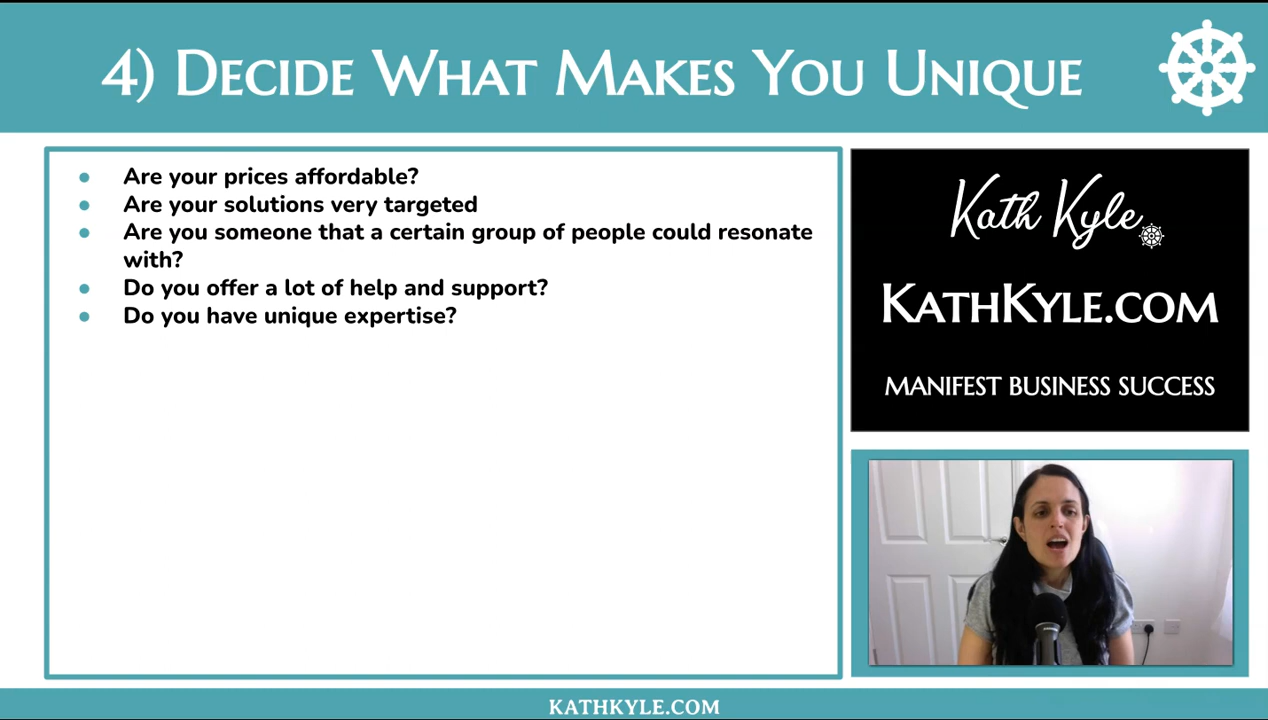 4) Decide What Makes You Unique
Are your prices affordable?
Are your solutions very targeted
Are you someone that a certain group of people could resonate
with?
Do you offer a lot of help and support?
Do you have unique expertise?
Kath Kyle
KathKyle.com
MANIFEST BUSINESS SUCCESS
KATHKYLE.COM